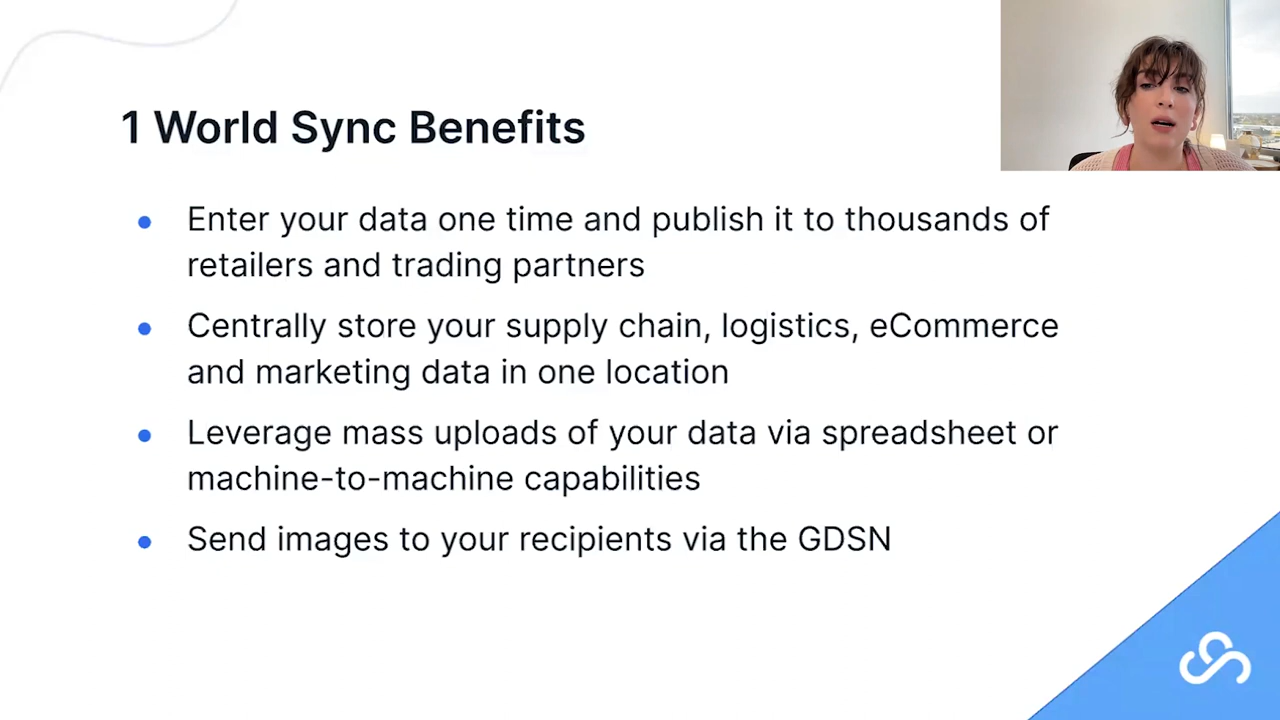 1 World Sync Benefits
Enter your data one time and publish it to thousands of
retailers and trading partners
Centrally store your supply chain, logistics, eCommerce
and marketing data in one location
Leverage mass uploads of your data via spreadsheet or
machine-to-machine capabilities
Send images to your recipients via the GDSN